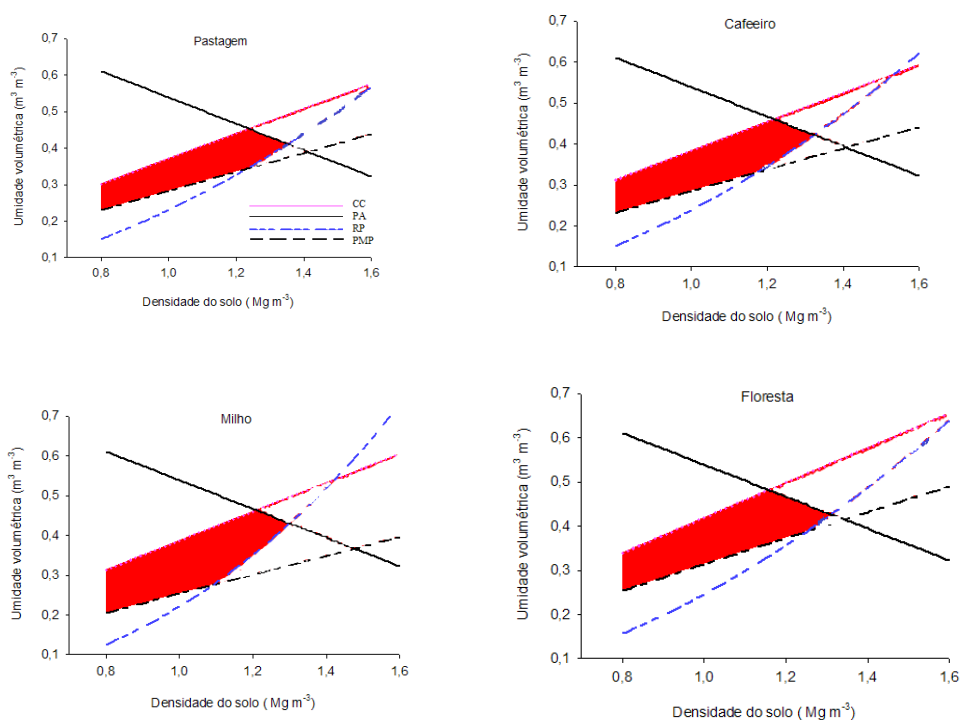 Pastagem
0,7
0,6
0,5
0,4
0,3
0,2
0,1
Umidade volumétrica (m³ m⁻³)
CC
PA
RP
PMP
0,8 1,0 1,2 1,4 1,6
Densidade do solo ( Mg m⁻³)
Cafeeiro
0,7
0,6
0,5
0,4
0,3
0,2
0,1
Umidade volumétrica (m³ m⁻³)
0,8 1,0 1,2 1,4 1,6
Densidade do solo ( Mg m⁻³)
Milho
0,7
0,6
0,5
0,4
0,3
0,2
0,1
Umidade volumétrica (m³ m⁻³)
0,8 1,0 1,2 1,4 1,6
Densidade do solo ( Mg m⁻³)
Floresta
0,7
0,6
0,5
0,4
0,3
0,2
0,1
Umidade volumétrica (m³ m⁻³)
0,8 1,0 1,2 1,4 1,6
Densidade do solo ( Mg m⁻³)